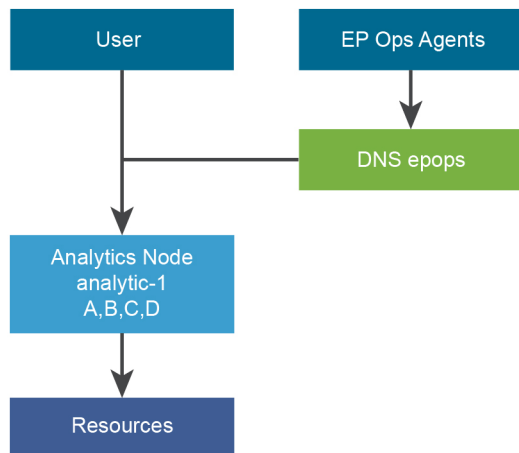 User
EP Ops Agents
DNS epops
Analytics Node
analytic-1
A,B,C,D
Resources